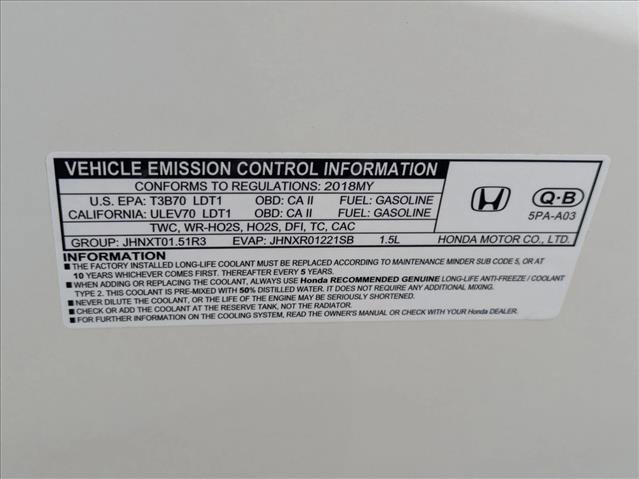 VEHICLE EMISSION CONTROL INFORMATION
CONFORMS TO REGULATIONS: 2018MY
U.S. EPA: T3B70 LDT1 OBD: CA II FUEL: GASOLINE
CALIFORNIA: ULEV70 LDT1 OBD: CA II FUEL: GASOLINE
TWC, WR-HO2S, HO2S, DFI, TC, CAC
GROUP: JHNXT01.51R3 EVAP: JHNXR01221SB 1.5L
Q-B
5PA-A03
HONDA MOTOR CO., LTD.
INFORMATION
■ THE FACTORY INSTALLED LONG-LIFE COOLANT MUST BE REPLACED ACCORDING TO MAINTENANCE MINDER SUB CODE 5, OR AT
10 YEARS WHICHEVER COMES FIRST. THEREAFTER EVERY 5 YEARS.
■ WHEN ADDING OR REPLACING THE COOLANT, ALWAYS USE Honda RECOMMENDED GENUINE LONG-LIFE ANTI-FREEZE / COOLANT
TYPE 2. THIS COOLANT IS PRE-MIXED WITH 50% DISTILLED WATER. IT DOES NOT REQUIRE ANY ADDITIONAL MIXING.
■ NEVER DILUTE THE COOLANT, OR THE LIFE OF THE ENGINE MAY BE SERIOUSLY SHORTENED.
■ CHECK OR ADD THE COOLANT AT THE RESERVE TANK, NOT THE RADIATOR.
■ FOR FURTHER INFORMATION ON THE COOLING SYSTEM, READ THE OWNER'S MANUAL OR CHECK WITH YOUR Honda DEALER.